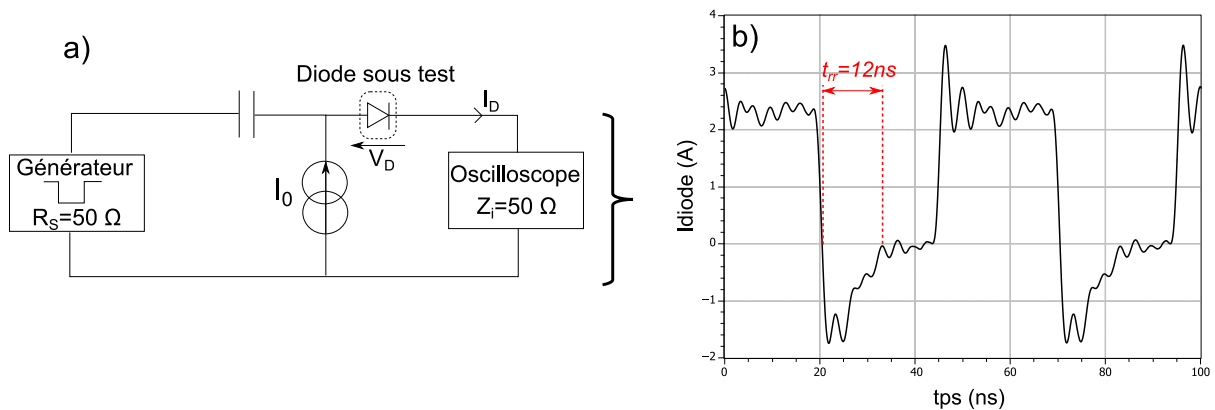 a)
Diode sous test
I_D
V_D
Générateur
R_S=50 Ω
I_0
Oscilloscope
Z_i=50 Ω
b)
t_rr=12ns
Idiode (A)
4
3
2
1
0
−1
−2
0
20
40
60
80
100
tps (ns)